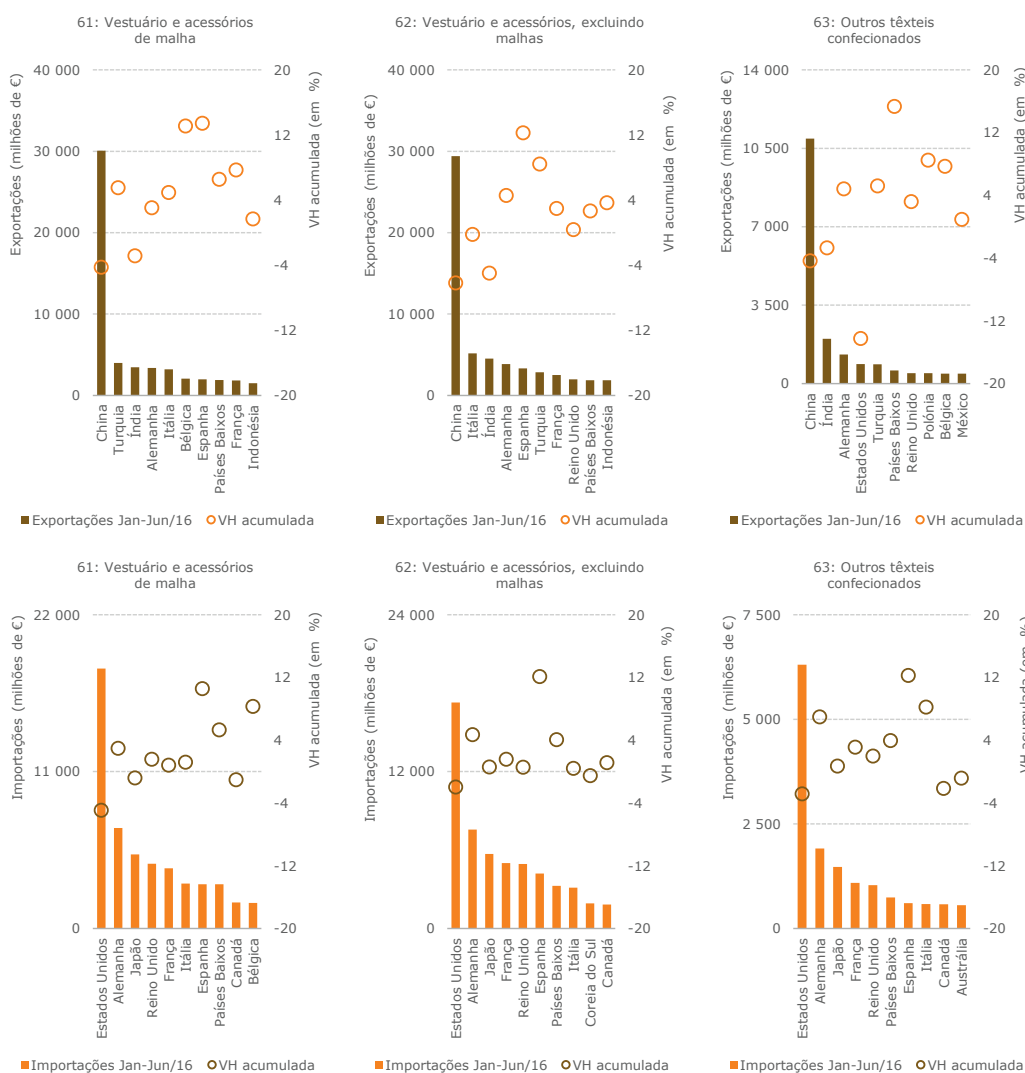 61: Vestuário e acessórios
de malha
Exportações (milhões de €)
40 000
30 000
20 000
10 000
0
20
12
4
-4
-12
-20
VH acumulada (em %)
China
Turquia
Índia
Alemanha
Itália
Bélgica
Espanha
Países Baixos
França
Indonésia
Exportações Jan-Jun/16 VH acumulada
62: Vestuário e acessórios, excluindo
malhas
Exportações (milhões de €)
40 000
30 000
20 000
10 000
0
20
12
4
-4
-12
-20
VH acumulada (em %)
China
Itália
Índia
Alemanha
Espanha
Turquia
França
Reino Unido
Países Baixos
Indonésia
Exportações Jan-Jun/16 VH acumulada
63: Outros têxteis
confecionados
Exportações (milhões de €)
14 000
10 500
7 000
3 500
0
20
12
4
-4
-12
-20
VH acumulada (em %)
China
Índia
Alemanha
Estados Unidos
Turquia
Países Baixos
Reino Unido
Polónia
Bélgica
México
Exportações Jan-Jun/16 VH acumulada
61: Vestuário e acessórios
de malha
Importações (milhões de €)
22 000
11 000
0
20
12
4
-4
-12
-20
VH acumulada (em %)
Estados Unidos
Alemanha
Japão
Reino Unido
França
Itália
Espanha
Países Baixos
Canadá
Bélgica
Importações Jan-Jun/16 VH acumulada
62: Vestuário e acessórios, excluindo
malhas
Importações (milhões de €)
24 000
12 000
0
20
12
4
-4
-12
-20
VH acumulada (em %)
Estados Unidos
Alemanha
Japão
França
Reino Unido
Espanha
Países Baixos
Itália
Coreia do Sul
Canadá
Importações Jan-Jun/16 VH acumulada
63: Outros têxteis
confecionados
Importações (milhões de €)
7 500
5 000
2 500
0
20
12
4
-4
-12
-20
VH acumulada (em %)
Estados Unidos
Alemanha
Japão
França
Reino Unido
Países Baixos
Espanha
Itália
Canadá
Austrália
Importações Jan-Jun/16 VH acumulada